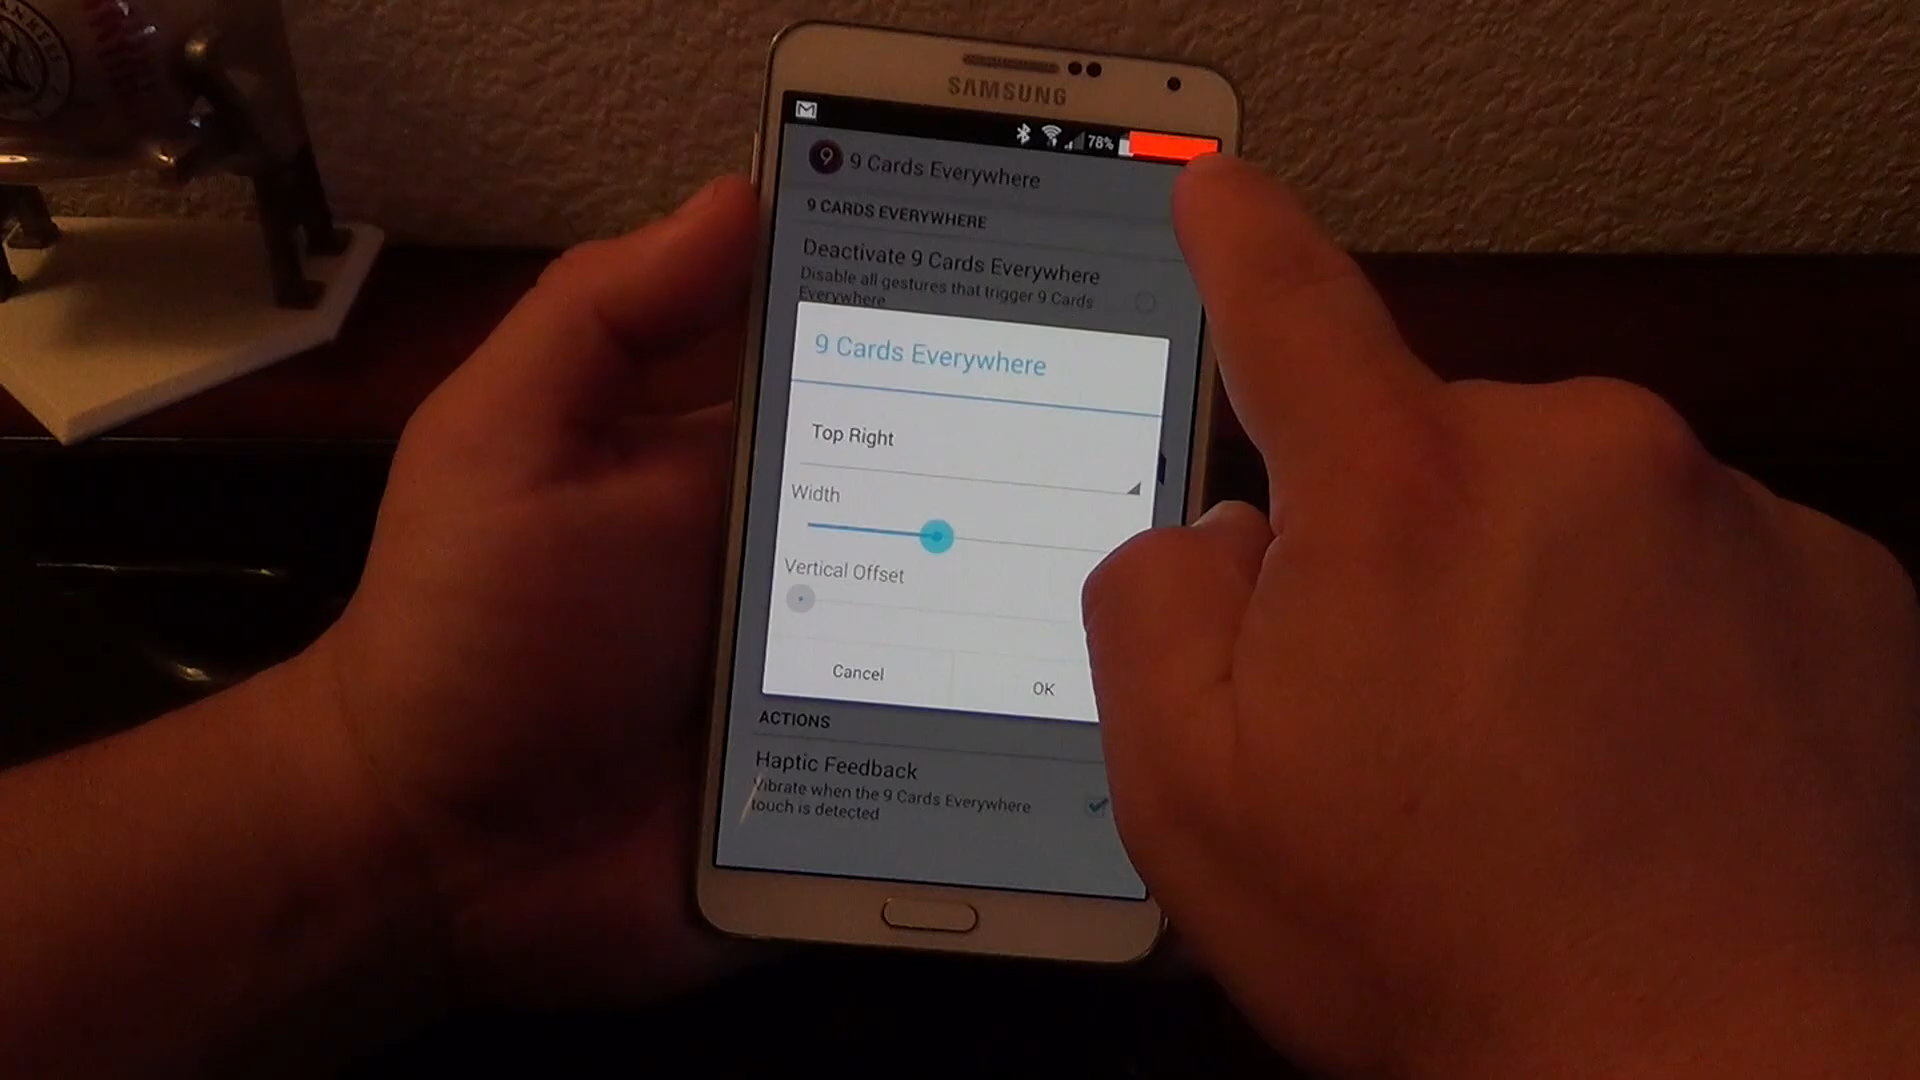 SAMSUNG
78%
9 9 Cards Everywhere
9 CARDS EVERYWHERE
Deactivate 9 Cards Everywhere
Disable all gestures that trigger 9 Cards
Everywhere
9 Cards Everywhere
Top Right
Width
Vertical Offset
Cancel
OK
ACTIONS
Haptic Feedback
Vibrate when the 9 Cards Everywhere
touch is detected